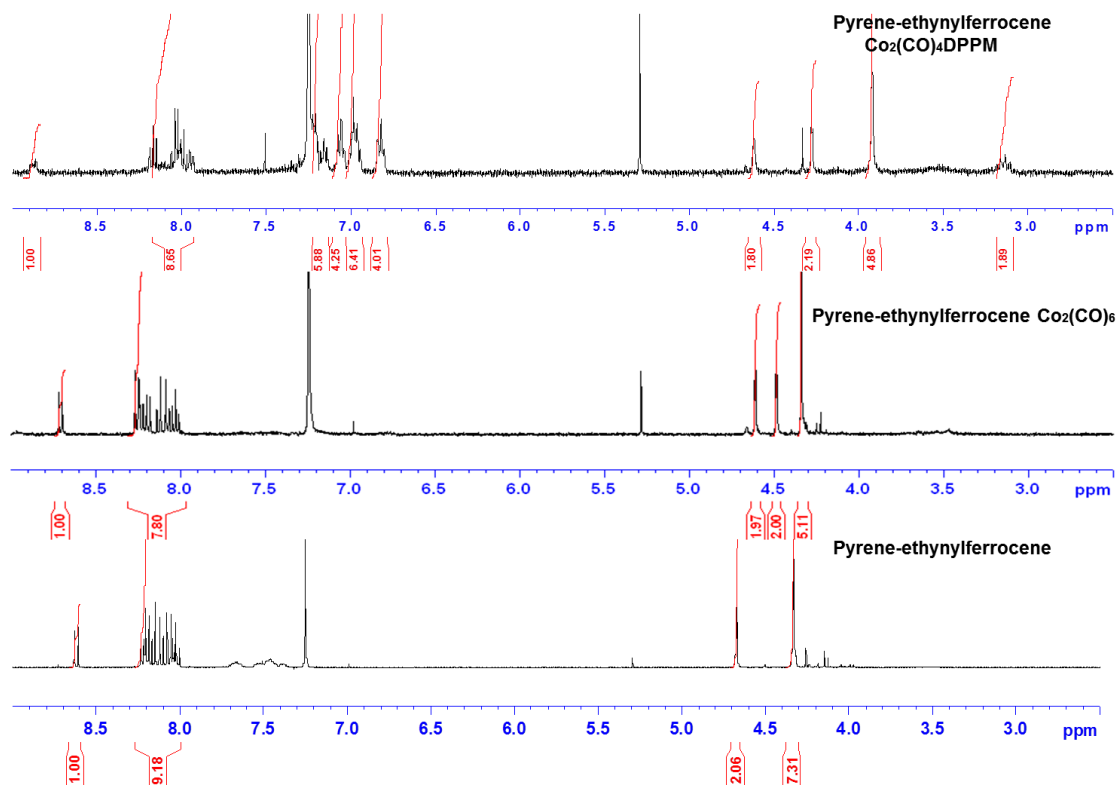 Pyrene-ethynylferrocene
Co₂(CO)₄DPPM
8.5 8.0 7.5 7.0 6.5 6.0 5.5 5.0 4.5 4.0 3.5 3.0 ppm
1.00 8.65 5.88 4.25 6.41 4.01 1.80 2.19 4.86 1.89
Pyrene-ethynylferrocene Co₂(CO)₆
8.5 8.0 7.5 7.0 6.5 6.0 5.5 5.0 4.5 4.0 3.5 3.0 ppm
1.00 7.80 1.97 2.00 5.11
Pyrene-ethynylferrocene
8.5 8.0 7.5 7.0 6.5 6.0 5.5 5.0 4.5 4.0 3.5 3.0 ppm
1.00 9.18 2.06 7.31